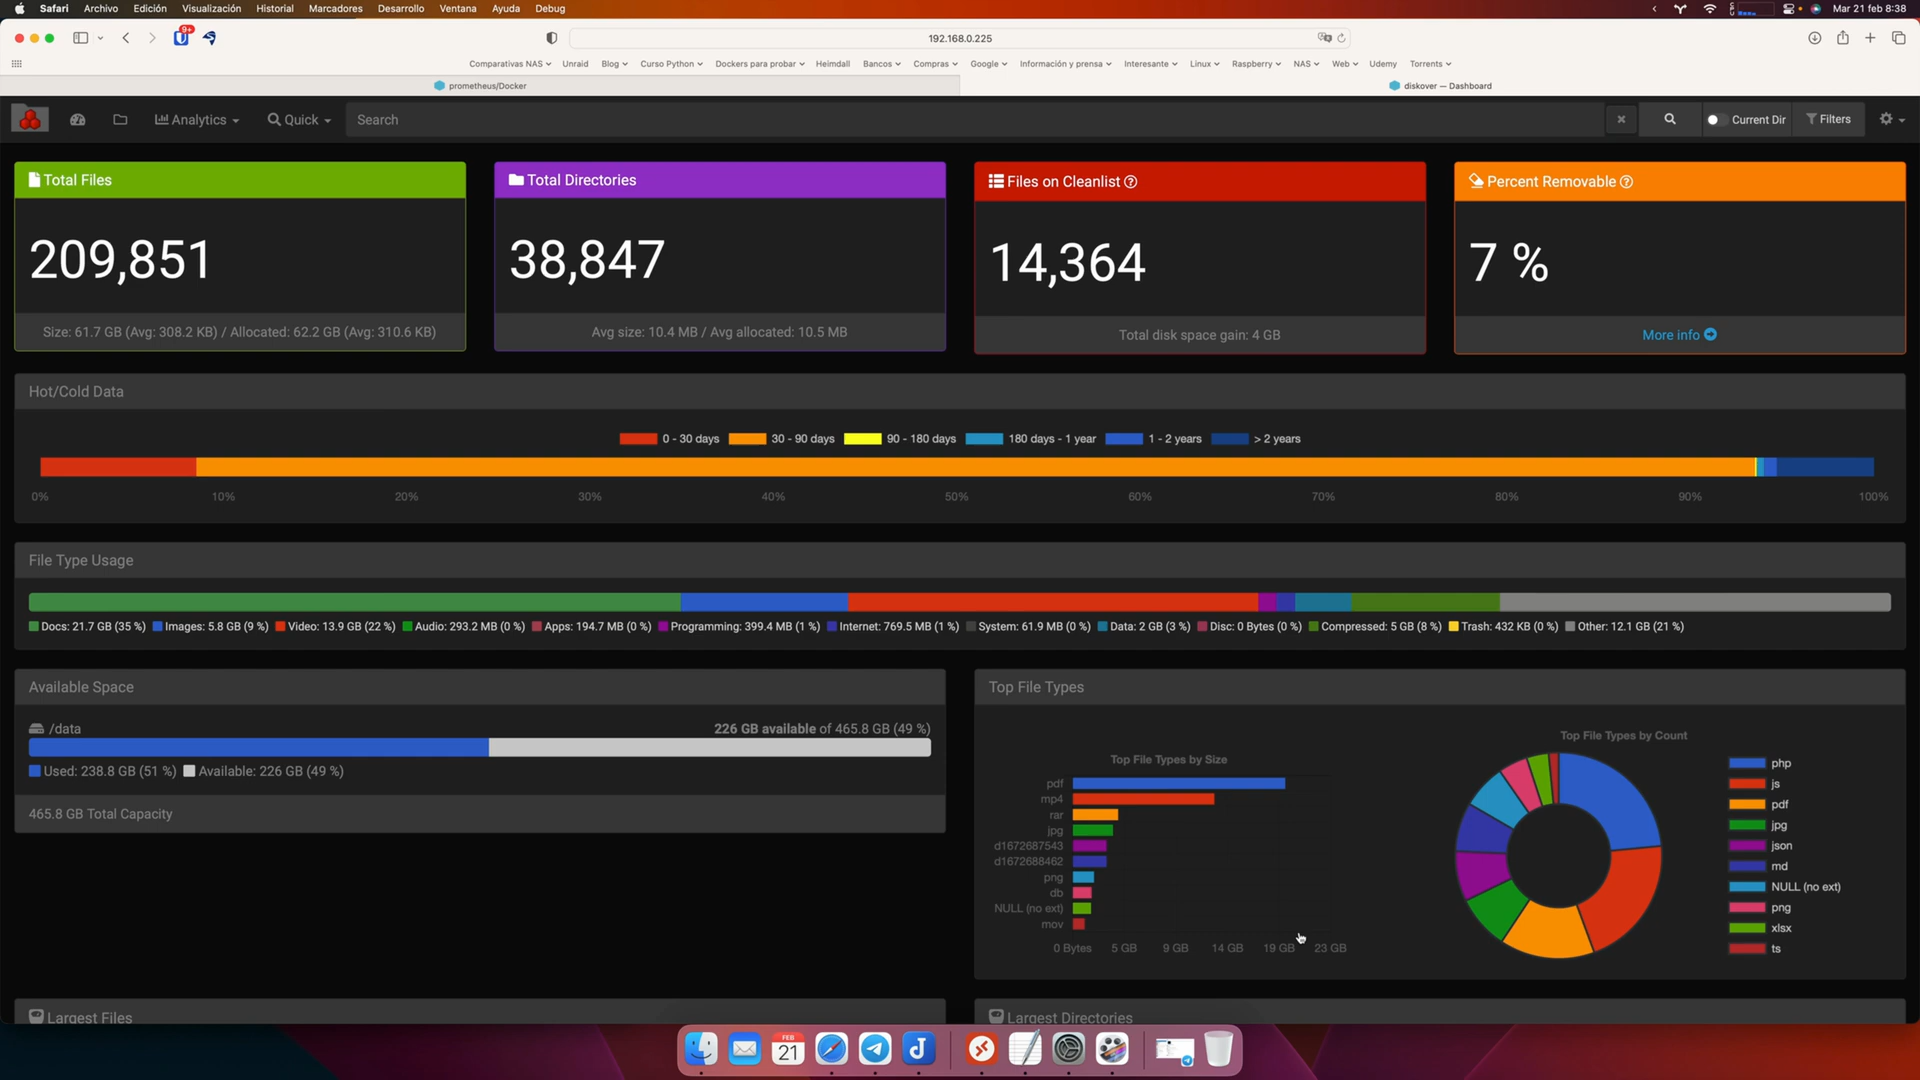 Safari Archivo Edición Visualización Historial Marcadores Desarrollo Ventana Ayuda Debug Mar 21 feb 8:38
9+
192.168.0.225
Comparativas NAS Unraid Blog Curso Python Dockers para probar Heimdall Bancos Compras Google Información y prensa Interesante Linux Raspberry NAS Web Udemy Torrents
prometheus/Docker diskover — Dashboard
Analytics Quick Search Current Dir Filters
Total Files
209,851
Size: 61.7 GB (Avg: 308.2 KB) / Allocated: 62.2 GB (Avg: 310.6 KB)
Total Directories
38,847
Avg size: 10.4 MB / Avg allocated: 10.5 MB
Files on Cleanlist
14,364
Total disk space gain: 4 GB
Percent Removable
7 %
More info
Hot/Cold Data
0 - 30 days 30 - 90 days 90 - 180 days 180 days - 1 year 1 - 2 years > 2 years
0% 10% 20% 30% 40% 50% 60% 70% 80% 90% 100%
File Type Usage
Docs: 21.7 GB (35 %) Images: 5.8 GB (9 %) Video: 13.9 GB (22 %) Audio: 293.2 MB (0 %) Apps: 194.7 MB (0 %) Programming: 399.4 MB (1 %) Internet: 769.5 MB (1 %) System: 61.9 MB (0 %) Data: 2 GB (3 %) Disc: 0 Bytes (0 %) Compressed: 5 GB (8 %) Trash: 432 KB (0 %) Other: 12.1 GB (21 %)
Available Space
/data 226 GB available of 465.8 GB (49 %)
Used: 238.8 GB (51 %) Available: 226 GB (49 %)
465.8 GB Total Capacity
Top File Types
Top File Types by Size
pdf
mp4
rar
jpg
d1672687543
d1672688462
png
db
NULL (no ext)
mov
0 Bytes 5 GB 9 GB 14 GB 19 GB 23 GB
Top File Types by Count
php
js
pdf
jpg
json
md
NULL (no ext)
png
xlsx
ts
Largest Files
Largest Directories
FEB
21